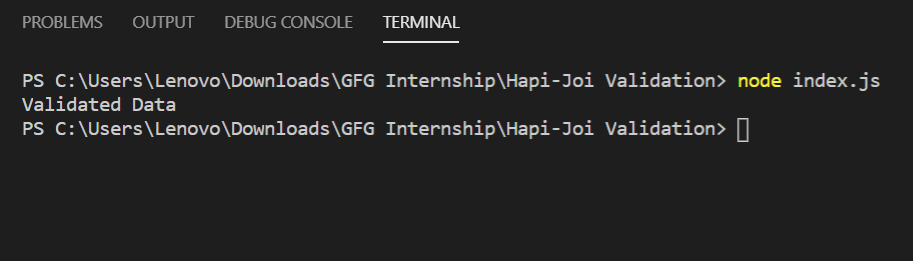 PROBLEMS OUTPUT DEBUG CONSOLE TERMINAL
PS C:\Users\Lenovo\Downloads\GFG Internship\Hapi-Joi Validation> node index.js
Validated Data
PS C:\Users\Lenovo\Downloads\GFG Internship\Hapi-Joi Validation>